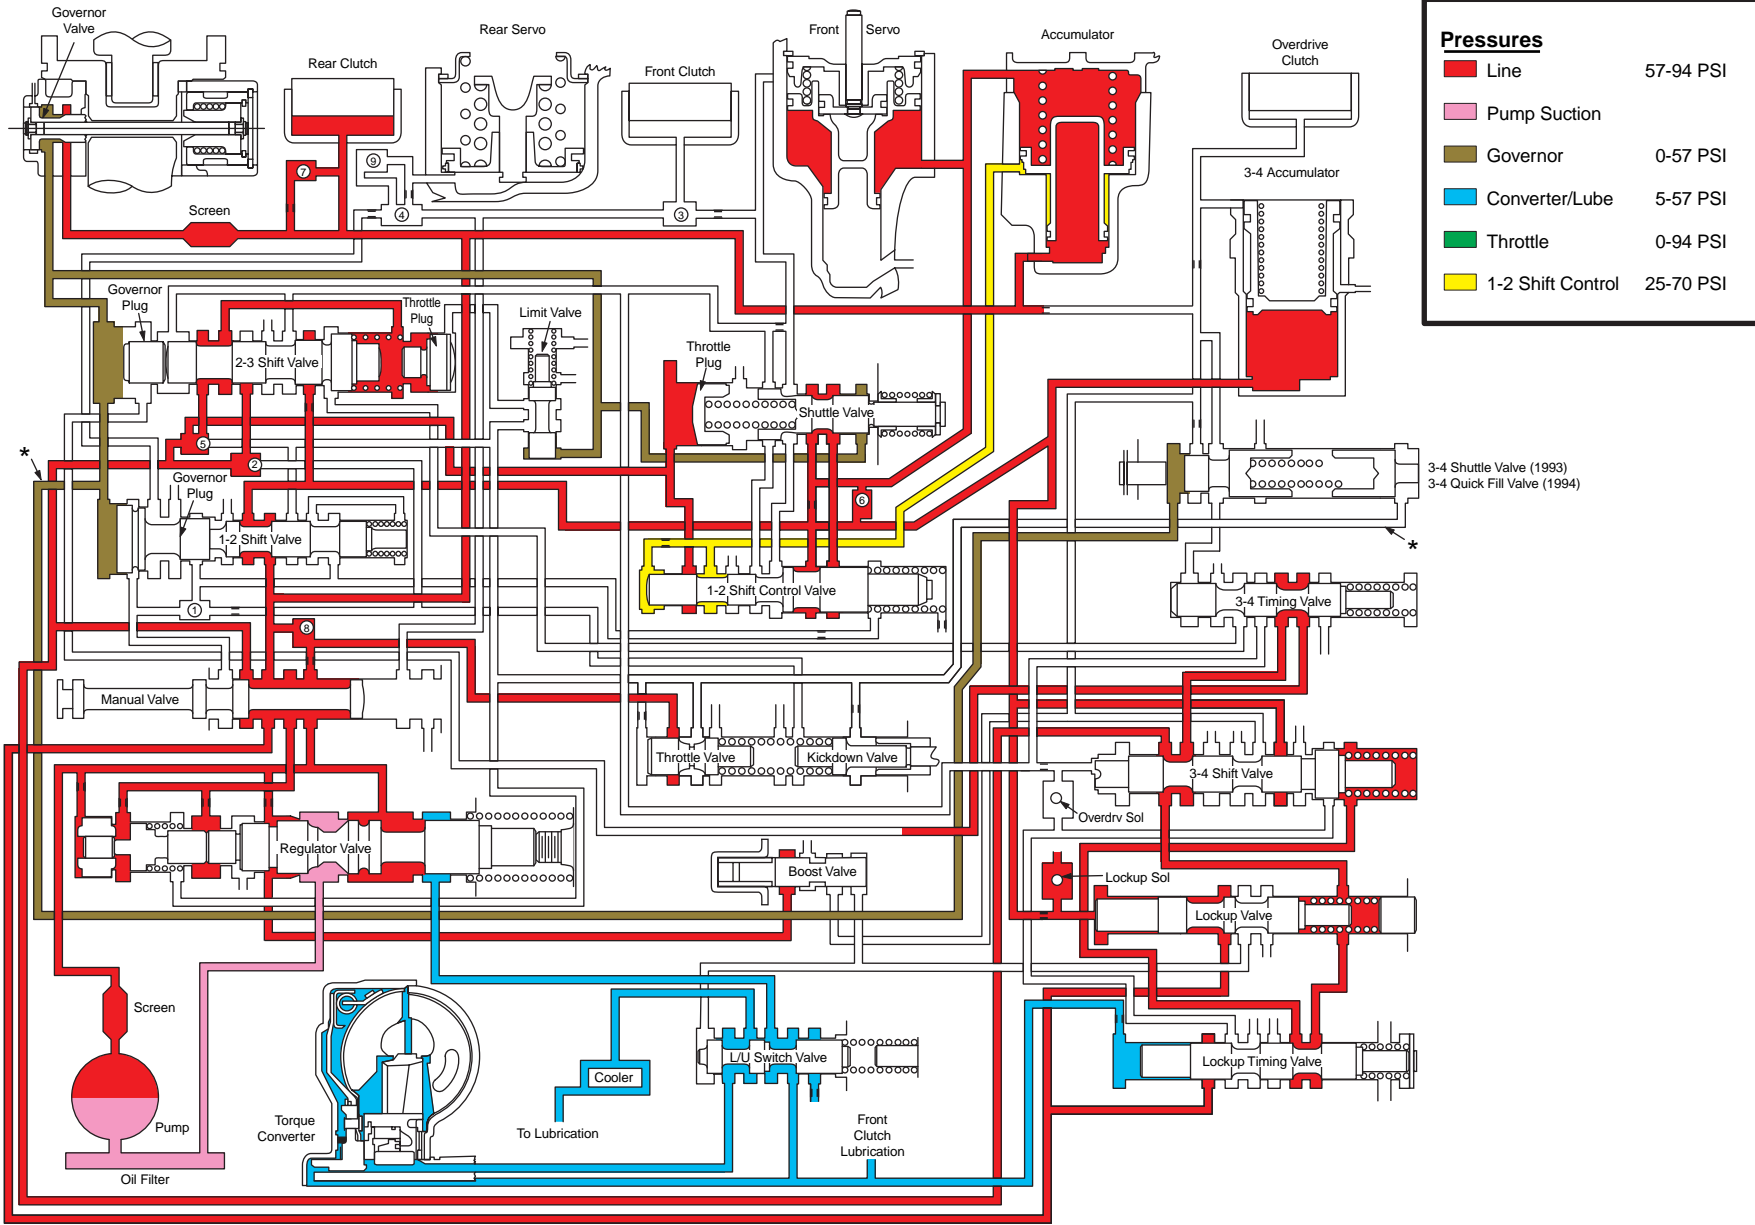 Governor
Valve
Rear Servo
Front Servo
Accumulator
Overdrive
Clutch
Rear Clutch
Front Clutch
Pressures
Line 57-94 PSI
Pump Suction
Governor 0-57 PSI
Converter/Lube 5-57 PSI
Throttle 0-94 PSI
1-2 Shift Control 25-70 PSI
7
9
4
3
3-4 Accumulator
Screen
Governor
Plug
Throttle
Plug
Limit Valve
Throttle
Plug
2-3 Shift Valve
Shuttle Valve
5
2
*
Governor
Plug
6
3-4 Shuttle Valve (1993)
3-4 Quick Fill Valve (1994)
*
1-2 Shift Valve
1-2 Shift Control Valve
3-4 Timing Valve
1
8
Manual Valve
Throttle Valve
Kickdown Valve
3-4 Shift Valve
Overdrv Sol
Regulator Valve
Boost Valve
Lockup Sol
Lockup Valve
Screen
L/U Switch Valve
Lockup Timing Valve
Cooler
Pump
Torque
Converter
To Lubrication
Front
Clutch
Lubrication
Oil Filter